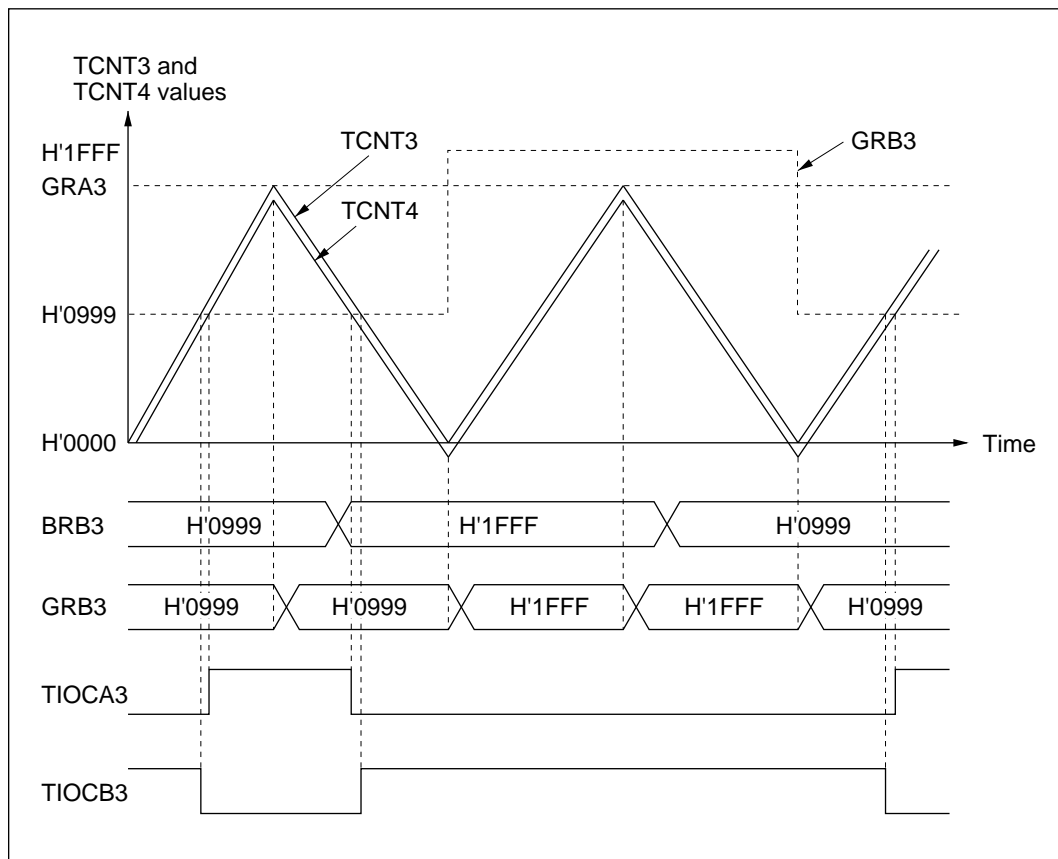 TCNT3 and
TCNT4 values
H'1FFF
TCNT3
GRB3
GRA3
TCNT4
H'0999
H'0000
Time
BRB3
H'0999
H'1FFF
H'0999
GRB3
H'0999
H'0999
H'1FFF
H'1FFF
H'0999
TIOCA3
TIOCB3